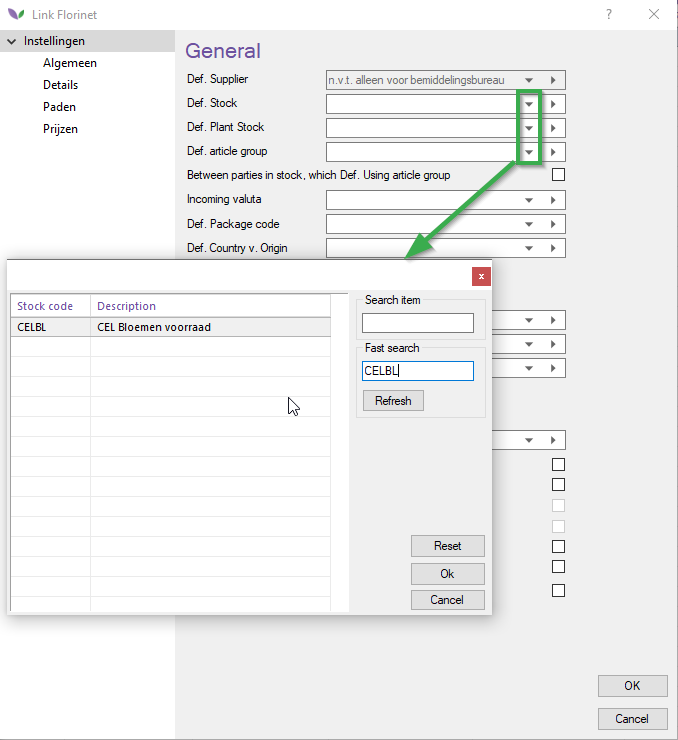 Link Florinet
?
Instellingen
Algemeen
Details
Paden
Prijzen
General
Def. Supplier
n.v.t. alleen voor bemiddelingsbureau
Def. Stock
Def. Plant Stock
Def. article group
Between parties in stock, which Def. Using article group
Incoming valuta
Def. Package code
Def. Country v. Origin
x
Stock code Description
CELBL CEL Bloemen voorraad
Search item
Fast search
CELBL
Refresh
Reset
Ok
Cancel
OK
Cancel